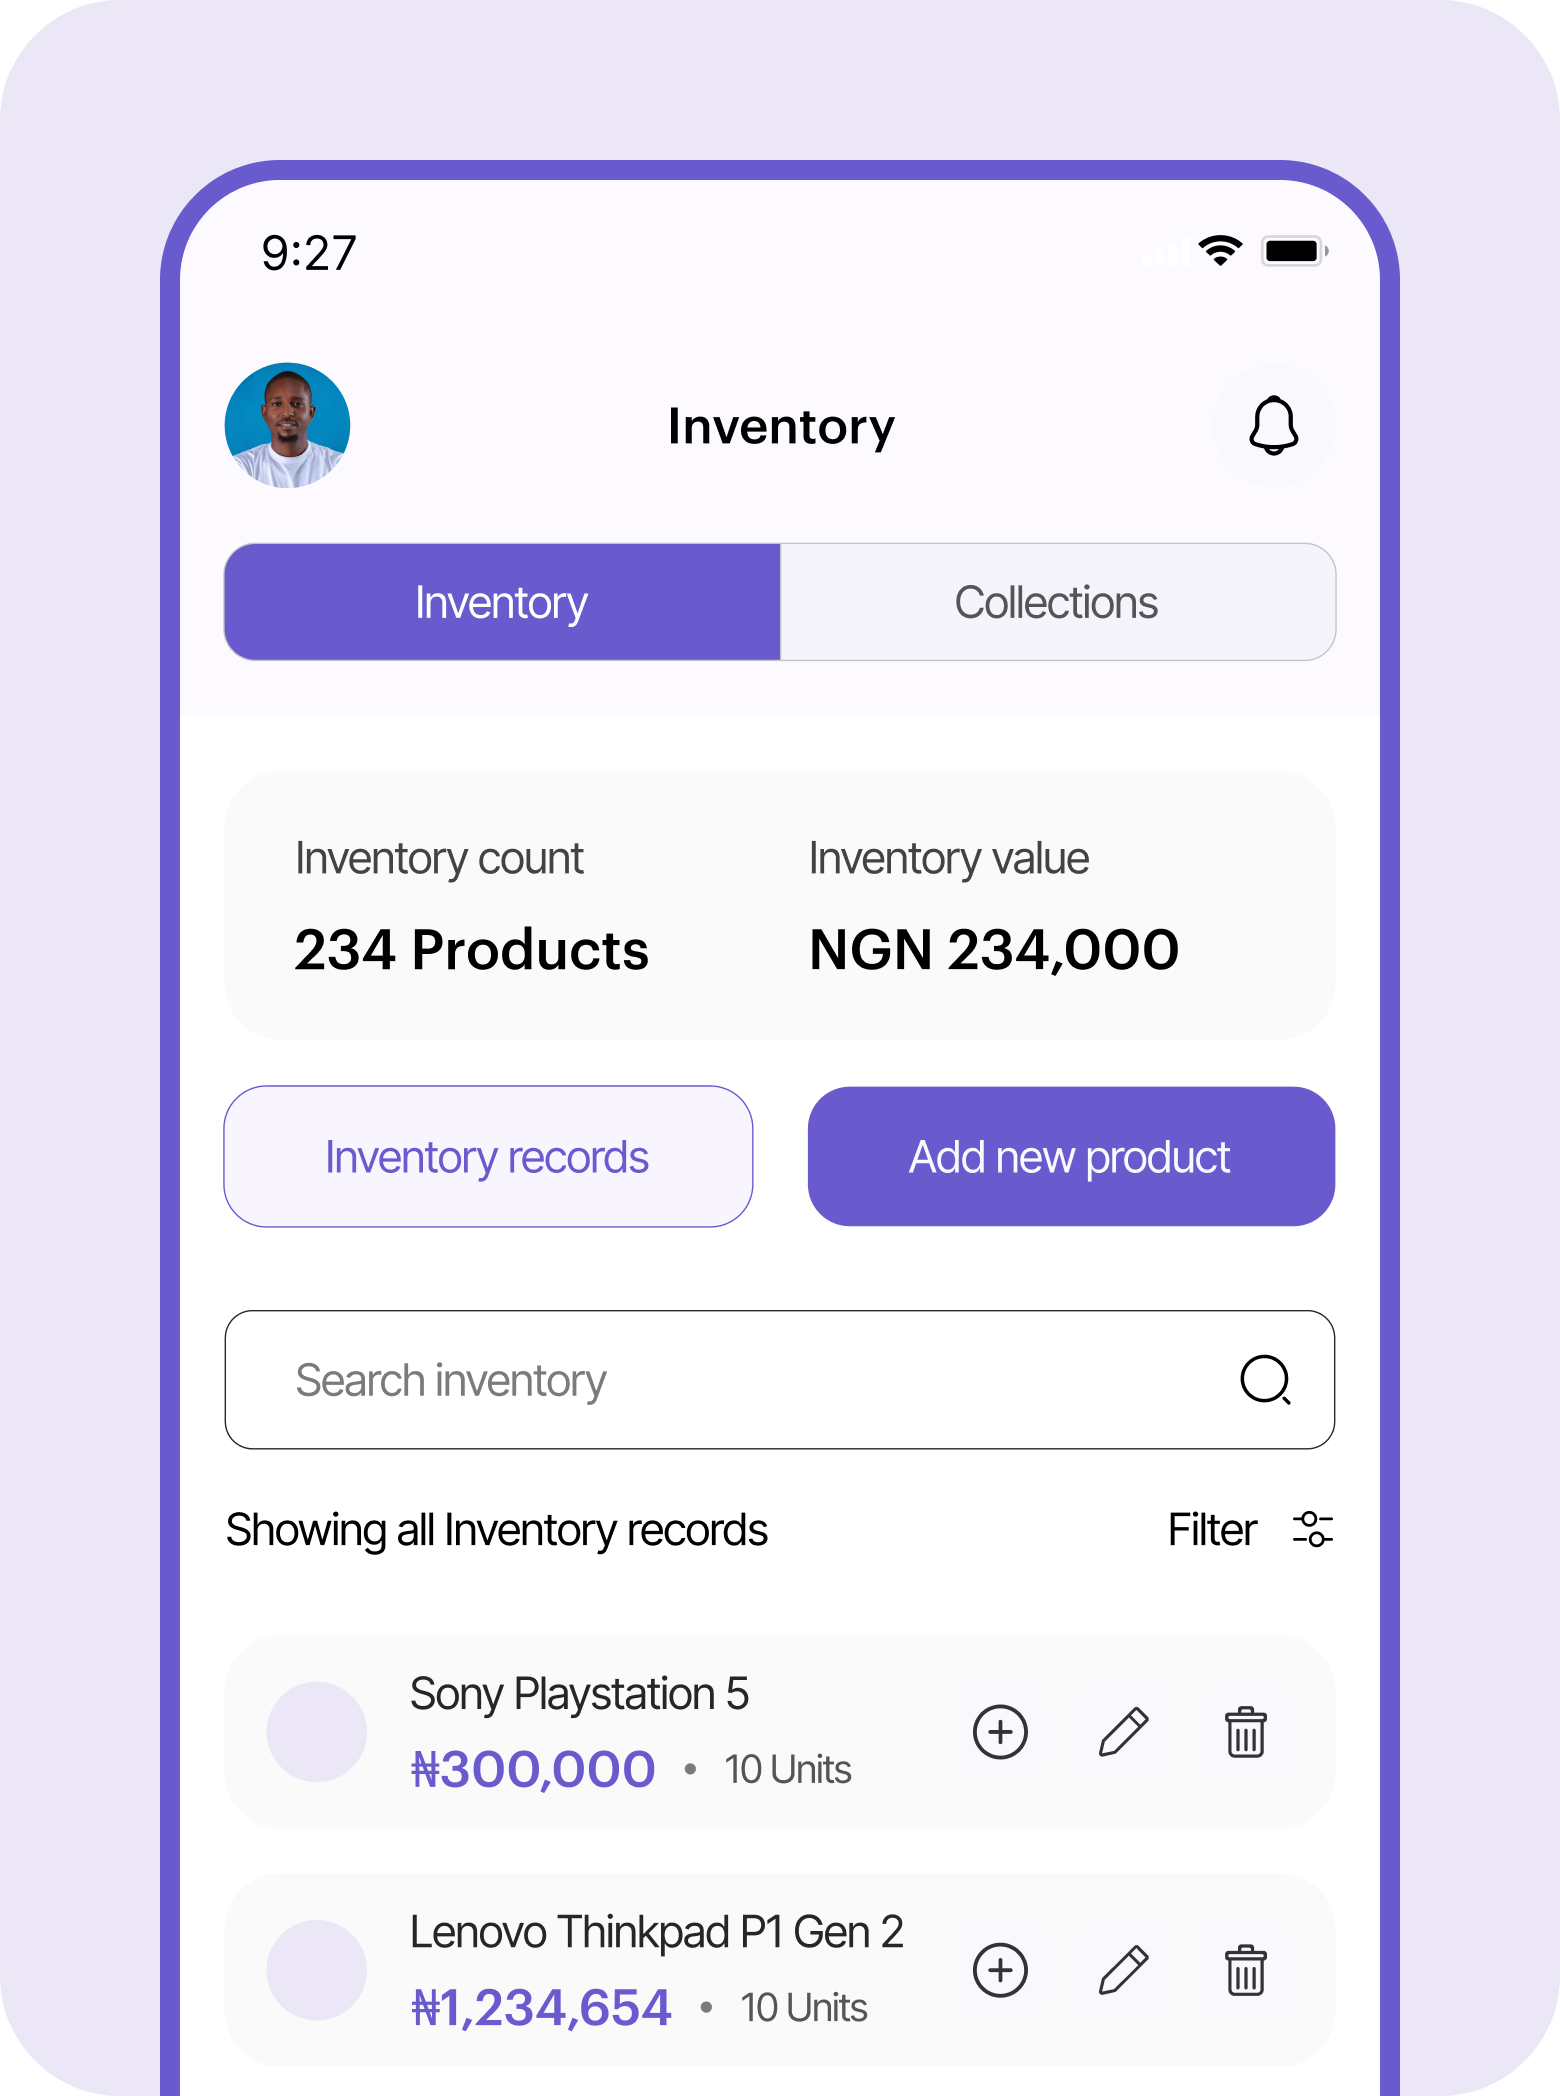 9:27
Inventory
Inventory
Collections
Inventory count
Inventory value
234 Products
NGN 234,000
Inventory records
Add new product
Search inventory
Showing all Inventory records
Filter
Sony Playstation 5
₦300,000 • 10 Units
Lenovo Thinkpad P1 Gen 2
₦1,234,654 • 10 Units